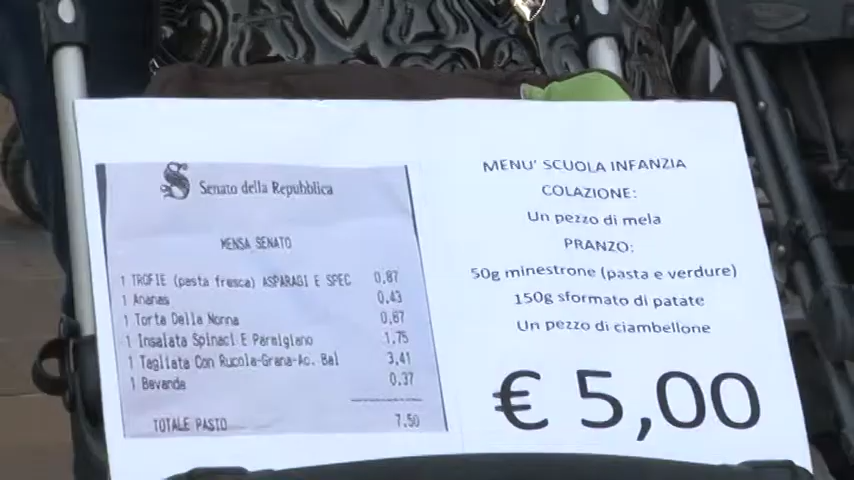 Senato della Repubblica
MENSA SENATO
1 TROFIE (pasta fresca) ASPARAGI E SPEC 0,87
1 Ananas 0,43
1 Torta Della Nonna 0,67
1 Insalata Spinaci E Parmigiano 1,75
1 Tagliata Con Rucola-Grana-Ac. Bal 3,41
1 Bevanda 0,37
TOTALE PASTO 7,50
MENU' SCUOLA INFANZIA
COLAZIONE:
Un pezzo di mela
PRANZO:
50g minestrone (pasta e verdure)
150g sformato di patate
Un pezzo di ciambellone
€ 5,00